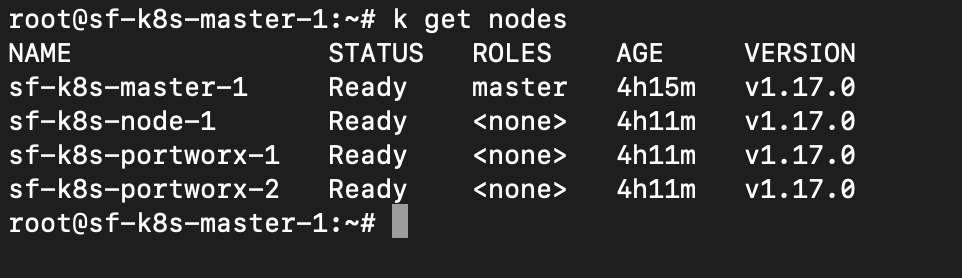 root@sf-k8s-master-1:~# k get nodes
NAME STATUS ROLES AGE VERSION
sf-k8s-master-1 Ready master 4h15m v1.17.0
sf-k8s-node-1 Ready <none> 4h11m v1.17.0
sf-k8s-portworx-1 Ready <none> 4h11m v1.17.0
sf-k8s-portworx-2 Ready <none> 4h11m v1.17.0
root@sf-k8s-master-1:~#